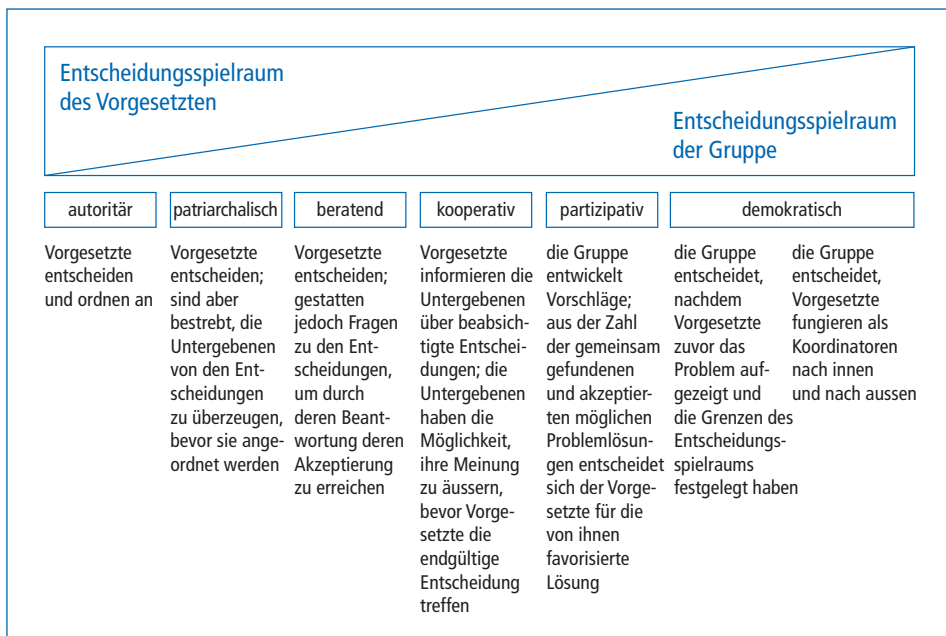 Entscheidungsspielraum
des Vorgesetzten
Entscheidungsspielraum
der Gruppe
autoritär
Vorgesetzte
entscheiden
und ordnen an
patriarchalisch
Vorgesetzte
entscheiden;
sind aber
bestrebt, die
Untergebenen
von den Ent-
scheidungen
zu überzeugen,
bevor sie ange-
ordnet werden
beratend
Vorgesetzte
entscheiden;
gestatten
jedoch Fragen
zu den Ent-
scheidungen,
um durch
deren Beant-
wortung deren
Akzeptierung
zu erreichen
kooperativ
Vorgesetzte
informieren die
Untergebenen
über beabsich-
tigte Entschei-
dungen; die
Untergebenen
haben die
Möglichkeit,
ihre Meinung
zu äussern,
bevor Vorge-
setzte die
endgültige
Entscheidung
treffen
partizipativ
die Gruppe
entwickelt
Vorschläge;
aus der Zahl
der gemeinsam
gefundenen
und akzeptier-
ten möglichen
Problemlösun-
gen entscheidet
sich der Vorge-
setzte für die
von ihnen
favorisierte
Lösung
demokratisch
die Gruppe
entscheidet,
nachdem
Vorgesetzte
zuvor das
Problem auf-
gezeigt und
die Grenzen des
Entscheidungs-
spielraums
festgelegt haben
die Gruppe
entscheidet,
Vorgesetzte
fungieren als
Koordinatoren
nach innen
und nach aussen